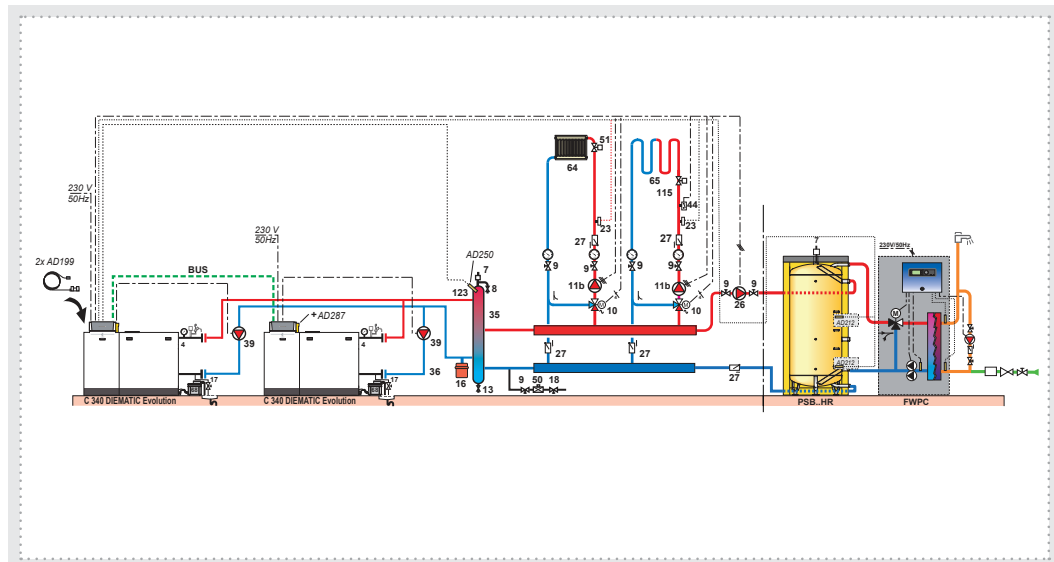 51
64
65
115
230 V
50Hz
44
23
23
230 V
50Hz
27
27
7
230V/50Hz
AD250
2x AD199
BUS
7
9
9
9
9
123
8
11b
11b
+AD287
35
10
10
26
AD212
4
39
4
39
27
27
36
16
27
AD212
17
17
13
9 50 18
C 340 DIEMATIC Evolution
C 340 DIEMATIC Evolution
PSB..HR
FWPC
9
9
M
M
M